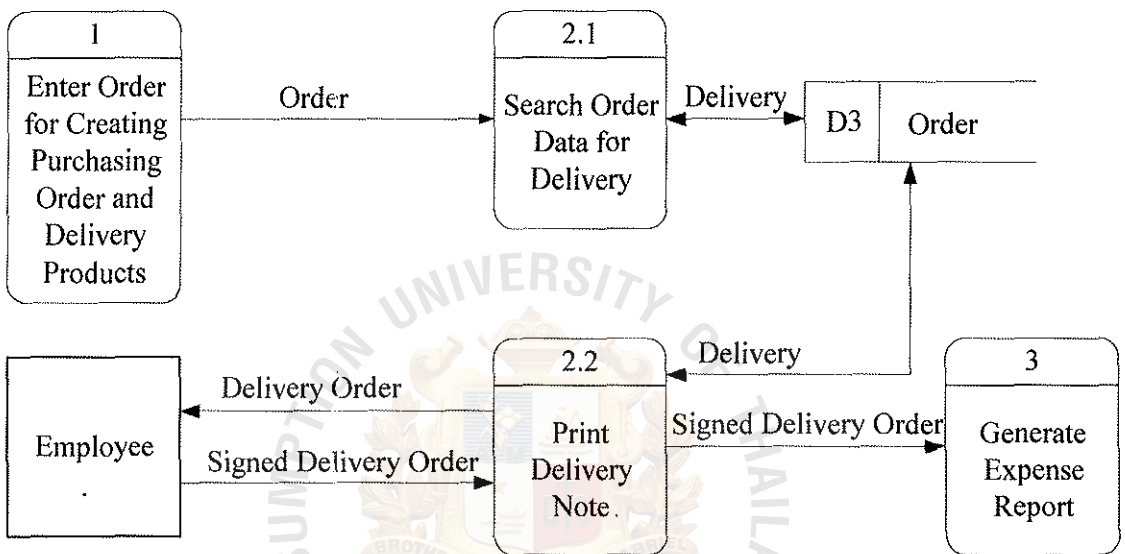 1
Enter Order
for Creating
Purchasing
Order and
Delivery
Products
Order
2.1
Search Order
Data for
Delivery
Delivery
D3
Order
Employee
Delivery Order
Signed Delivery Order
2.2
Print
Delivery
Note
Delivery
Signed Delivery Order
3
Generate
Expense
Report
UNIVERSITY OF